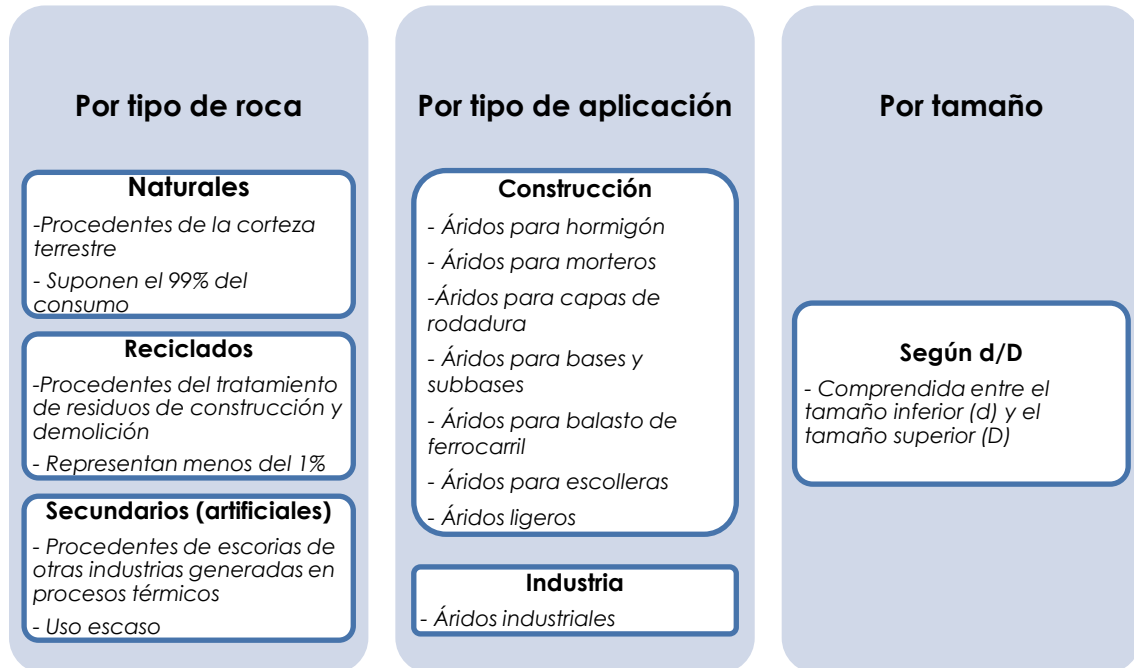 Por tipo de roca
Naturales
-Procedentes de la corteza
terrestre
- Suponen el 99% del
consumo
Reciclados
-Procedentes del tratamiento
de residuos de construcción y
demolición
- Representan menos del 1%
Secundarios (artificiales)
- Procedentes de escorias de
otras industrias generadas en
procesos térmicos
- Uso escaso
Por tipo de aplicación
Construcción
- Áridos para hormigón
- Áridos para morteros
-Áridos para capas de
rodadura
- Áridos para bases y
subbases
- Áridos para balasto de
ferrocarril
- Áridos para escolleras
- Áridos ligeros
Industria
- Áridos industriales
Por tamaño
Según d/D
- Comprendida entre el
tamaño inferior (d) y el
tamaño superior (D)